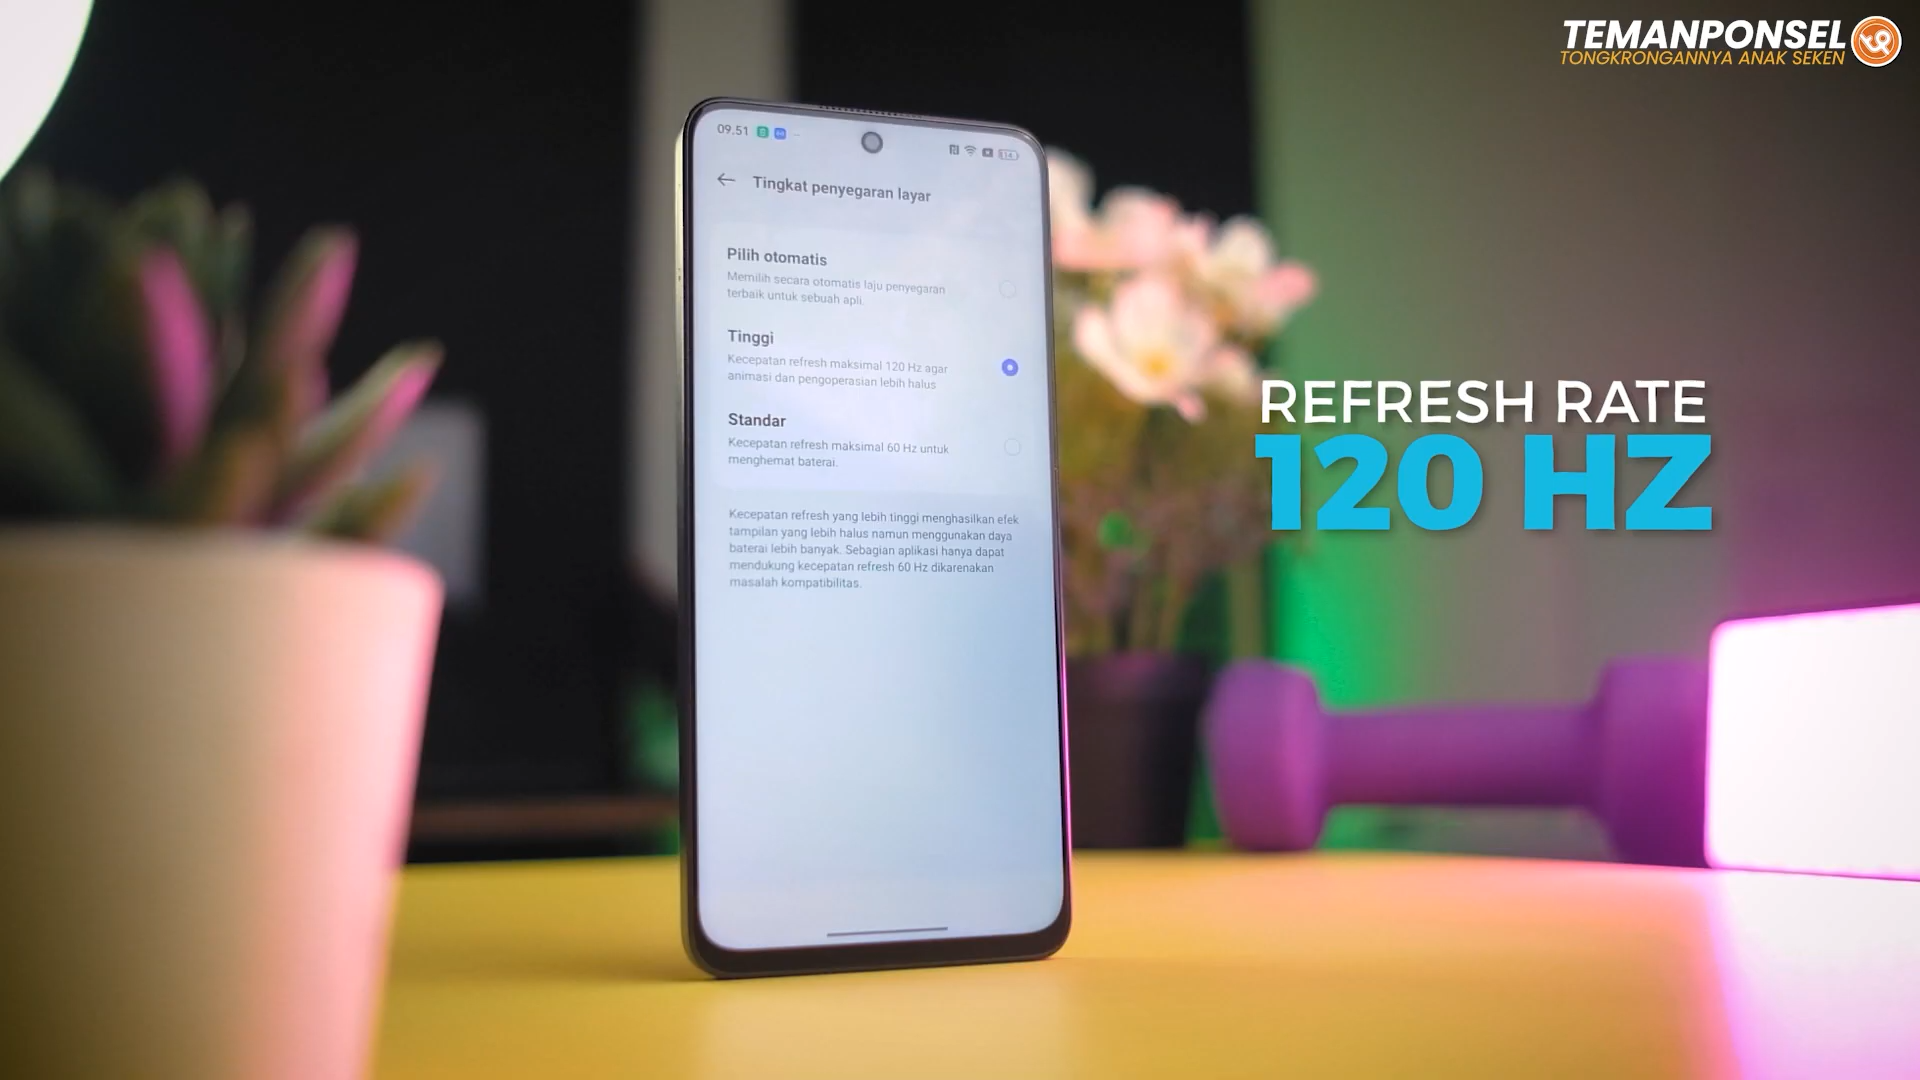 TEMANPONSEL
TONGKRONGANNYA ANAK SEKEN
09.51
Tingkat penyegaran layar
Pilih otomatis
Memilih secara otomatis laju penyegaran
terbaik untuk sebuah apli.
Tinggi
Kecepatan refresh maksimal 120 Hz agar
animasi dan pengoperasian lebih halus
Standar
Kecepatan refresh maksimal 60 Hz untuk
menghemat baterai.
Kecepatan refresh yang lebih tinggi menghasilkan efek
tampilan yang lebih halus namun menggunakan daya
baterai lebih banyak. Sebagian aplikasi hanya dapat
mendukung kecepatan refresh 60 Hz dikarenakan
masalah kompatibilitas.
REFRESH RATE
120 HZ